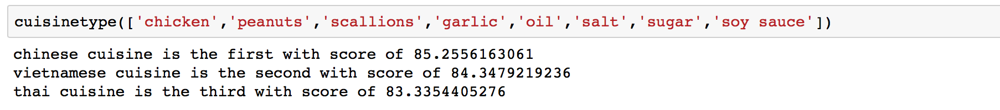 cuisinetype(['chicken','peanuts','scallions','garlic','oil','salt','sugar','soy sauce'])
chinese cuisine is the first with score of 85.2556163061
vietnamese cuisine is the second with score of 84.3479219236
thai cuisine is the third with score of 83.3354405276